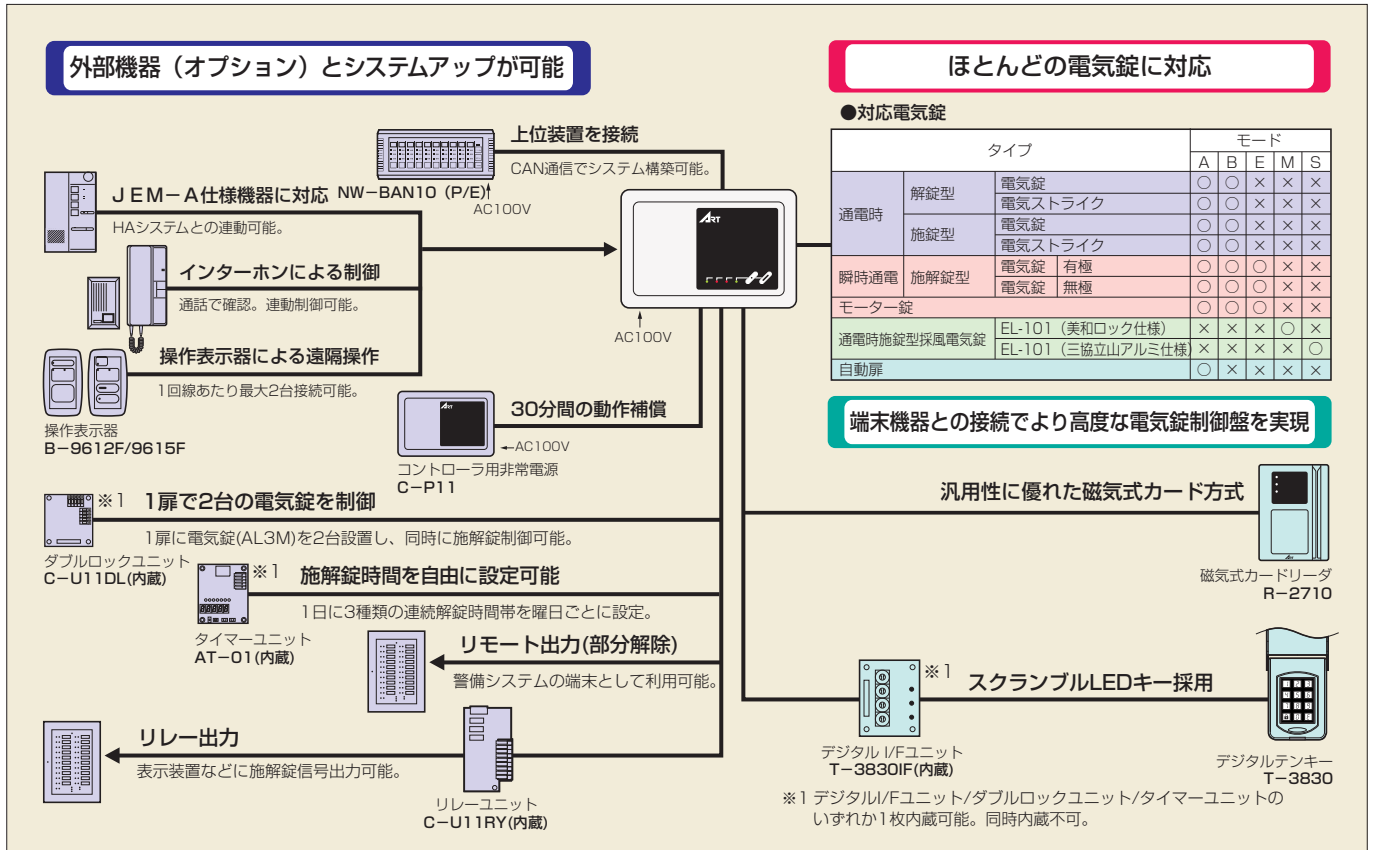 外部機器（オプション）とシステムアップが可能
上位装置を接続
CAN通信でシステム構築可能。
NW−BAN10（P/E）
AC100V
JEM−A仕様機器に対応
HAシステムとの連動可能。
インターホンによる制御
通話で確認。連動制御可能。
操作表示器による遠隔操作
1回線あたり最大2台接続可能。
操作表示器
B−9612F/9615F
ART
AC100V
30分間の動作補償
ART
AC100V
コントローラ用非常電源
C−P11
※1 1扉で2台の電気錠を制御
1扉に電気錠(AL3M)を2台設置し、同時に施解錠制御可能。
ダブルロックユニット
C−U11DL(内蔵)
※1 施解錠時間を自由に設定可能
1日に3種類の連続解錠時間帯を曜日ごとに設定。
タイマーユニット
AT−01(内蔵)
リモート出力(部分解除)
警備システムの端末として利用可能。
リレー出力
表示装置などに施解錠信号出力可能。
リレーユニット
C−U11RY(内蔵)
ほとんどの電気錠に対応
●対応電気錠
タイプ モード
A B E M S
通電時 解錠型 電気錠 ○ ○ × × ×
電気ストライク ○ ○ × × ×
施錠型 電気錠 ○ ○ × × ×
電気ストライク ○ ○ × × ×
瞬時通電 施解錠型 電気錠 有極 ○ ○ ○ × ×
電気錠 無極 ○ ○ ○ × ×
モーター錠 ○ ○ ○ × ×
通電時施錠型採風電気錠 EL-101（美和ロック仕様） × × × ○ ×
EL-101（三協立山アルミ仕様） × × × × ○
自動扉 ○ × × × ×
端末機器との接続でより高度な電気錠制御盤を実現
汎用性に優れた磁気式カード方式
磁気式カードリーダ
R−2710
※1 スクランブルLEDキー採用
デジタル I/Fユニット
T−3830IF(内蔵)
デジタルテンキー
T−3830
※1 デジタルI/Fユニット/ダブルロックユニット/タイマーユニットの
いずれか1枚内蔵可能。同時内蔵不可。